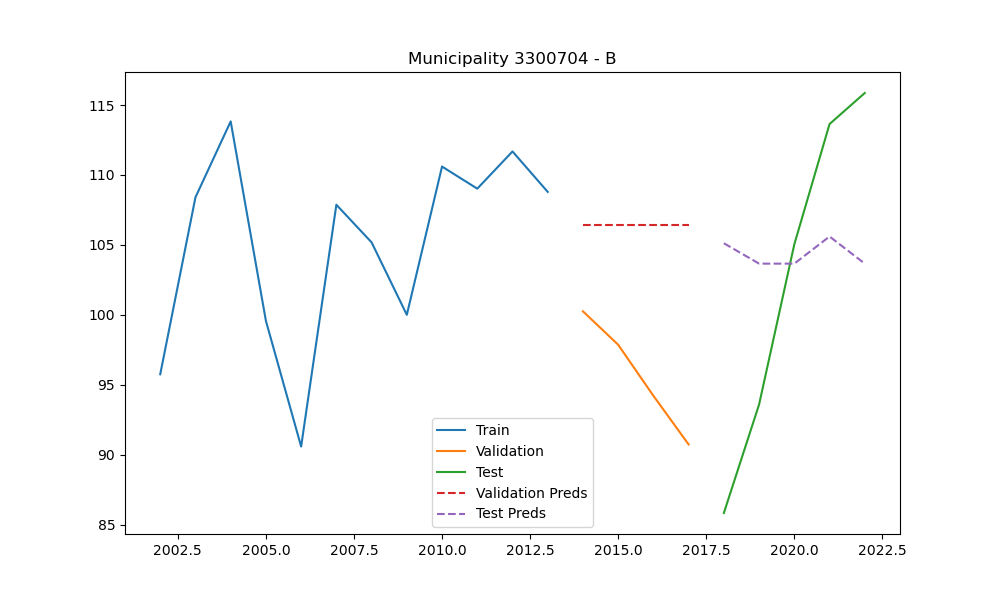 Municipality 3300704 - B
115
110
105
100
95
90
85
Train
Validation
Test
Validation Preds
Test Preds
2002.5 2005.0 2007.5 2010.0 2012.5 2015.0 2017.5 2020.0 2022.5